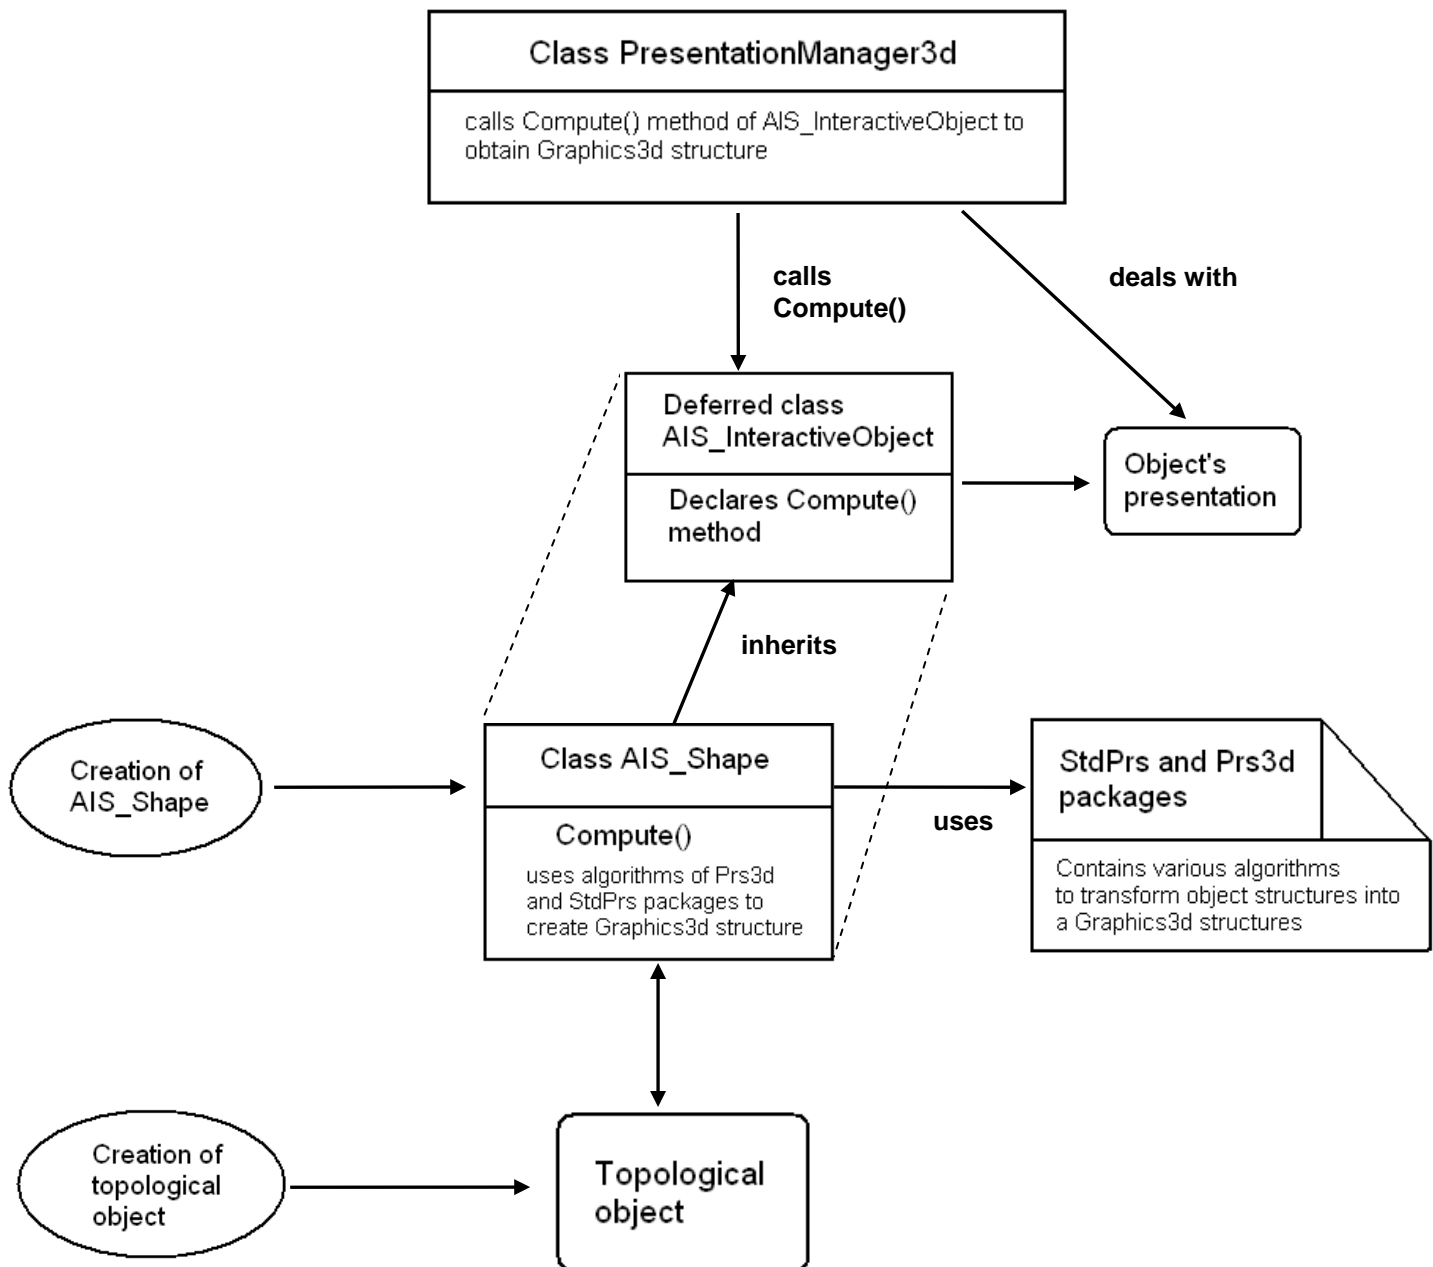 Class PresentationManager3d
calls Compute() method of AIS_InteractiveObject to
obtain Graphics3d structure
calls
Compute()
deals with
Deferred class
AIS_InteractiveObject
Declares Compute()
method
Object's
presentation
inherits
Creation of
AIS_Shape
Class AIS_Shape
Compute()
uses algorithms of Prs3d
and StdPrs packages to
create Graphics3d structure
uses
StdPrs and Prs3d
packages
Contains various algorithms
to transform object structures into
a Graphics3d structures
Creation of
topological
object
Topological
object